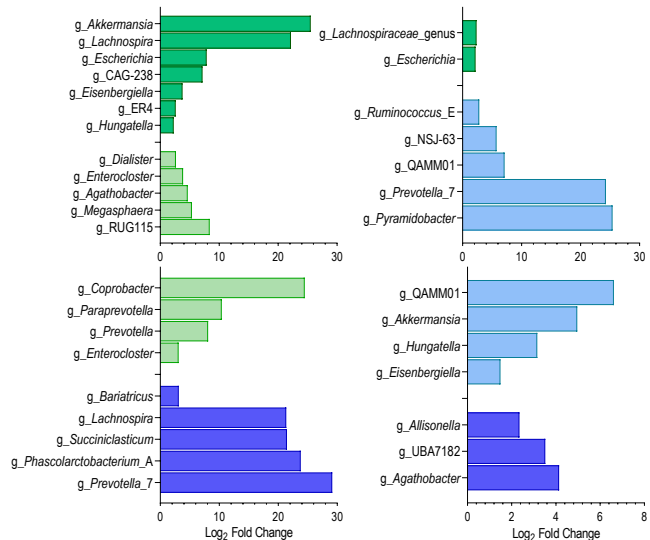 g_Akkermansia
g_Lachnospira
g_Escherichia
g_CAG-238
g_Eisenbergiella
g_ER4
g_Hungatella
g_Dialister
g_Enterocloster
g_Agathobacter
g_Megasphaera
g_RUG115
0 10 20 30
g_Lachnospiraceae_genus
g_Escherichia
g_Ruminococcus_E
g_NSJ-63
g_QAMM01
g_Prevotella_7
g_Pyramidobacter
0 10 20 30
g_Coprobacter
g_Paraprevotella
g_Prevotella
g_Enterocloster
g_Bariatricus
g_Lachnospira
g_Succiniclasticum
g_Phascolarctobacterium_A
g_Prevotella_7
0 10 20 30
Log2 Fold Change
g_QAMM01
g_Akkermansia
g_Hungatella
g_Eisenbergiella
g_Allisonella
g_UBA7182
g_Agathobacter
0 2 4 6 8
Log2 Fold Change